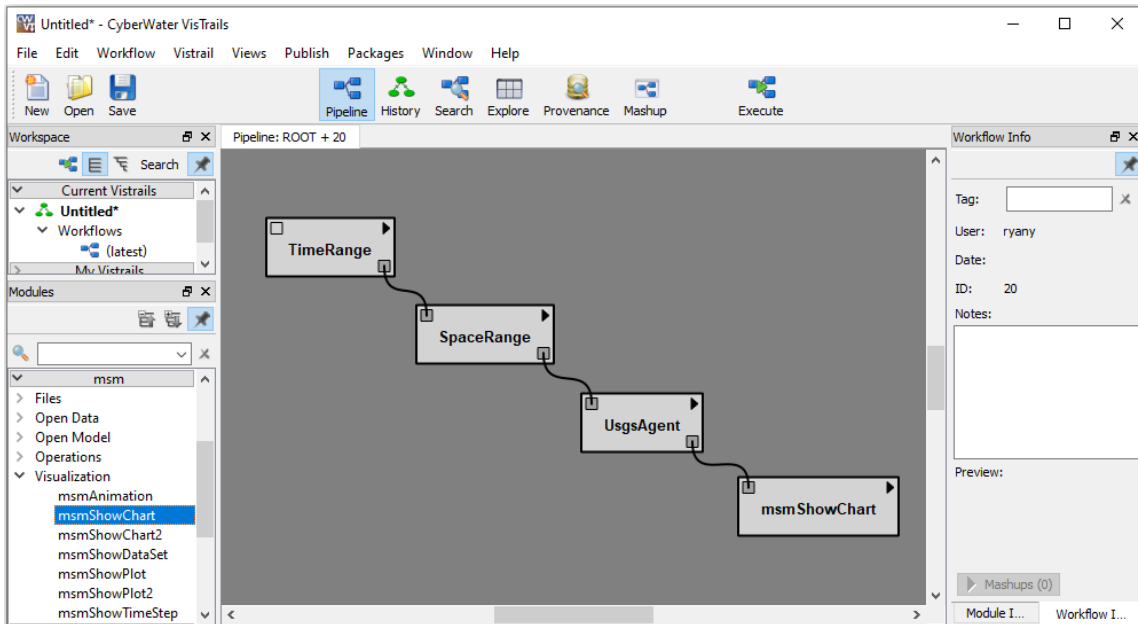 Untitled* - CyberWater VisTrails
File Edit Workflow Vistrail Views Publish Packages Window Help
New Open Save Pipeline History Search Explore Provenance Mashup Execute
Workspace
Search
Current Vistrails
Untitled*
Workflows
(latest)
My Vistrails
Modules
msm
Files
Open Data
Open Model
Operations
Visualization
msmAnimation
msmShowChart
msmShowChart2
msmShowDataSet
msmShowPlot
msmShowPlot2
msmShowTimeStep
Pipeline: ROOT + 20
TimeRange
SpaceRange
UsgsAgent
msmShowChart
Workflow Info
Tag:
User: ryany
Date:
ID: 20
Notes:
Preview:
Mashups (0)
Module I... Workflow I...